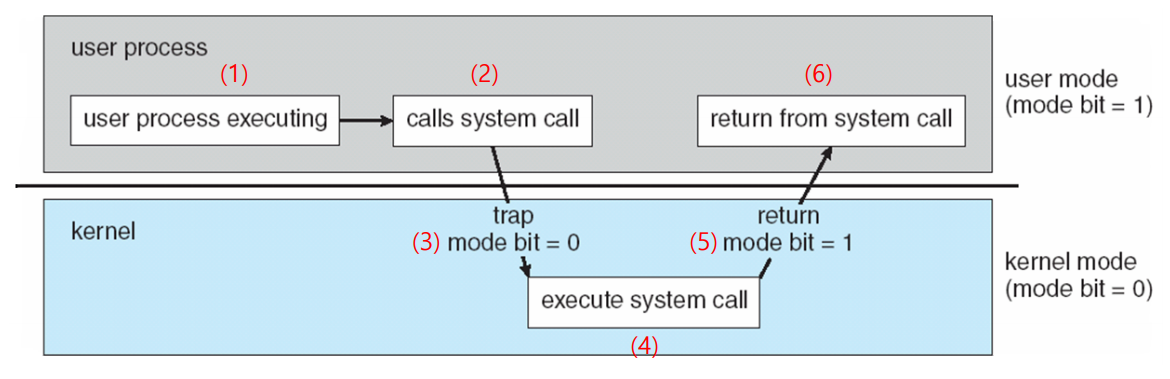 user process
(1)
(2)
(6)
user process executing
calls system call
return from system call
user mode
(mode bit = 1)
kernel
trap
(3) mode bit = 0
return
(5) mode bit = 1
execute system call
(4)
kernel mode
(mode bit = 0)